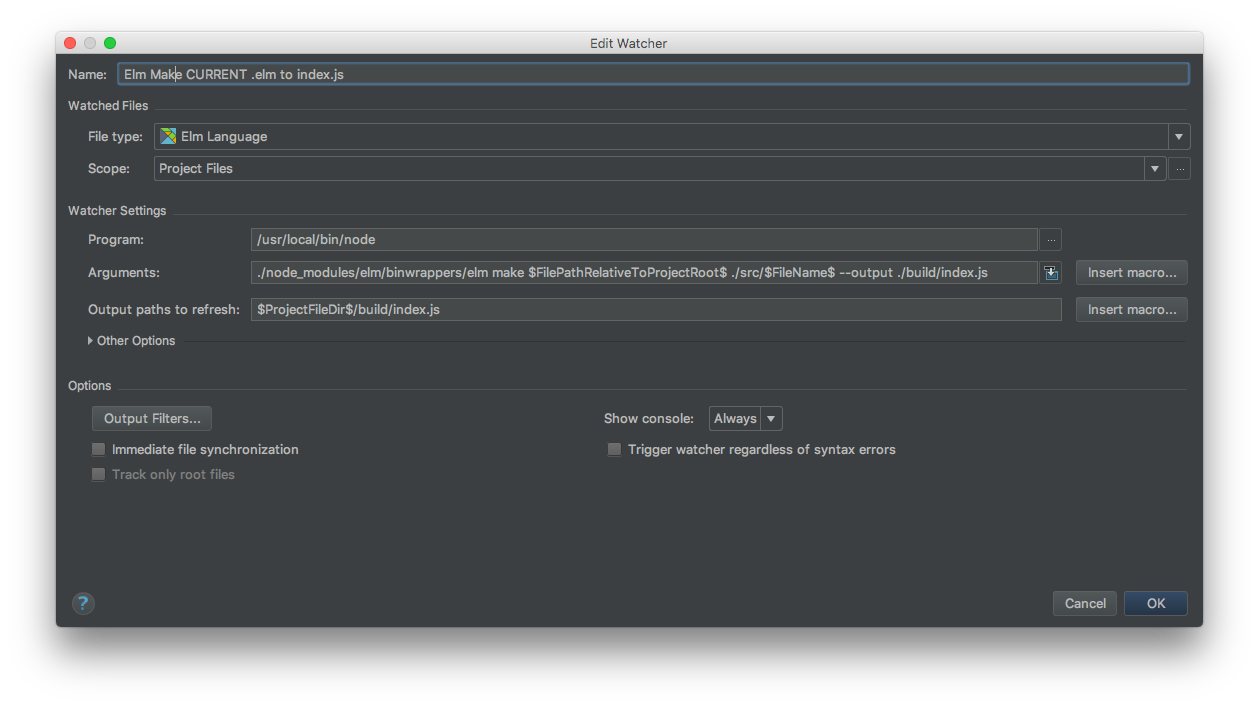 Edit Watcher
Name: Elm Make CURRENT .elm to index.js
Watched Files
File type: Elm Language
Scope: Project Files ...
Watcher Settings
Program: /usr/local/bin/node ...
Arguments: ./node_modules/elm/binwrappers/elm make $FilePathRelativeToProjectRoot$ ./src/$FileName$ --output ./build/index.js Insert macro...
Output paths to refresh: $ProjectFileDir$/build/index.js Insert macro...
Other Options
Options
Output Filters... Show console: Always
Immediate file synchronization Trigger watcher regardless of syntax errors
Track only root files
? Cancel OK